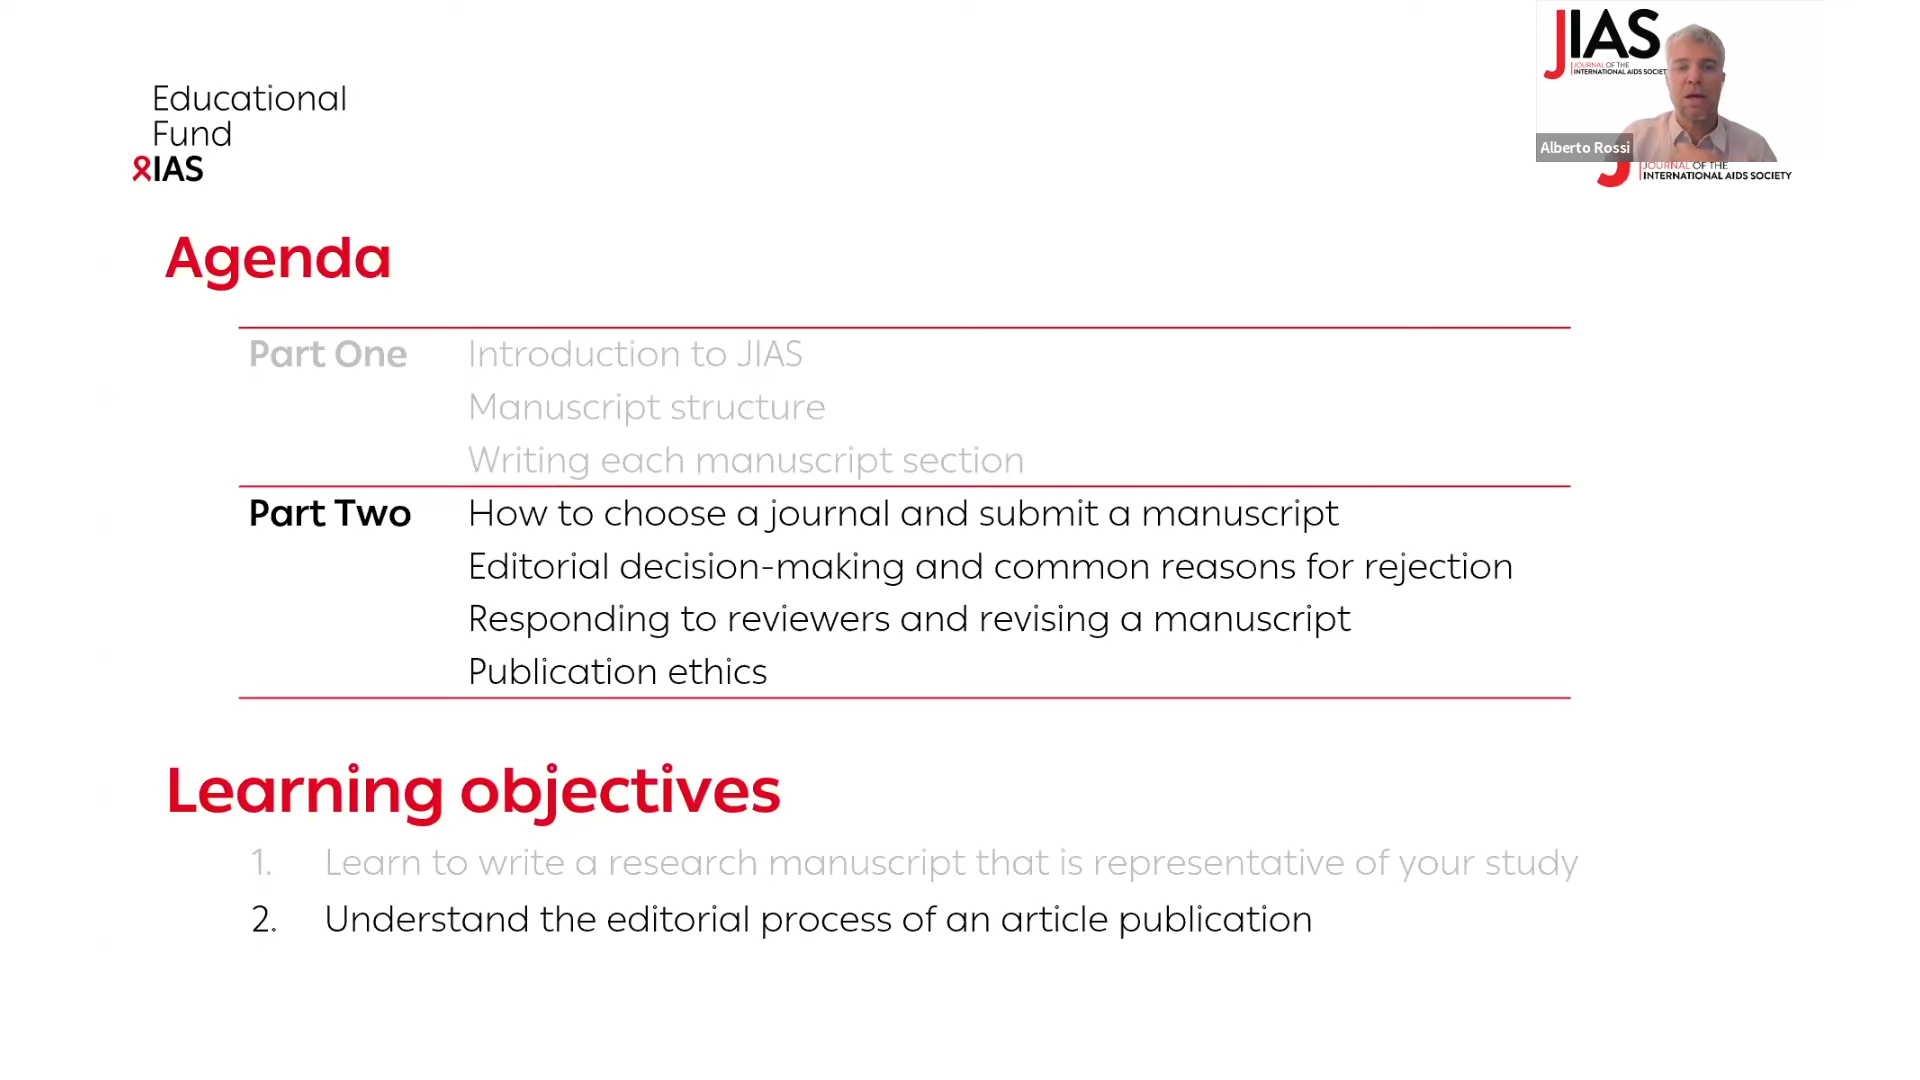 Educational
Fund
IAS
JIAS
JOURNAL OF THE
INTERNATIONAL AIDS SOCIET
Alberto Rossi
JOURNAL OF THE
INTERNATIONAL AIDS SOCIETY
Agenda
Part One Introduction to JIAS
Manuscript structure
Writing each manuscript section
Part Two How to choose a journal and submit a manuscript
Editorial decision-making and common reasons for rejection
Responding to reviewers and revising a manuscript
Publication ethics
Learning objectives
1. Learn to write a research manuscript that is representative of your study
2. Understand the editorial process of an article publication